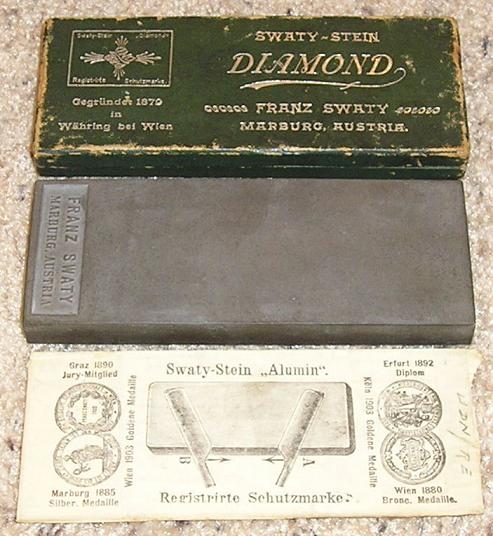 Swaty-Stein „Diamond"
Registrirte Schutzmarke.
Gegründet 1879
in
Währing bei Wien
SWATY-STEIN
DIAMOND
FRANZ SWATY
MARBURG, AUSTRIA.
FRANZ SWATY
MARBURG, AUSTRIA
Graz 1890
Jury-Mitglied
Wien 1903 Goldene Medaille
Marburg 1885
Silber. Medaille
Swaty-Stein „Alumin".
B
A
Registrirte Schutzmarke.
Erfurt 1892
Diplom
Köln 1903 Goldene Medaille
Wien 1880
Bronc. Medaille.